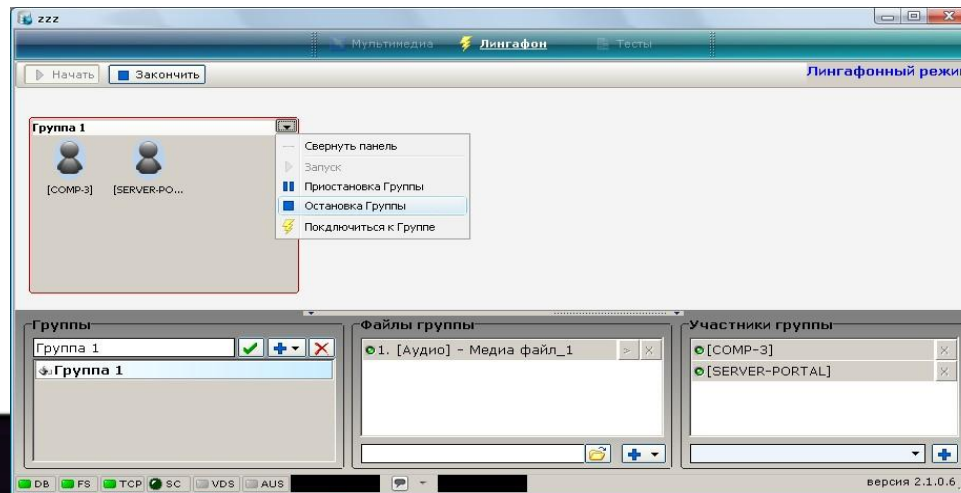 zzz
Мультимедиа Лингафон Тесты
Начать Закончить Лингафонный режи
Группа 1
[COMP-3] [SERVER-PO...
Свернуть панель
Запуск
Приостановка Группы
Остановка Группы
Покдлючиться к Группе
Группы
Группа 1
Группа 1
Файлы группы
1. [Аудио] - Медиа файл_1
Участники группы
[COMP-3]
[SERVER-PORTAL]
DB FS TCP SC VDS AUS версия 2.1.0.6